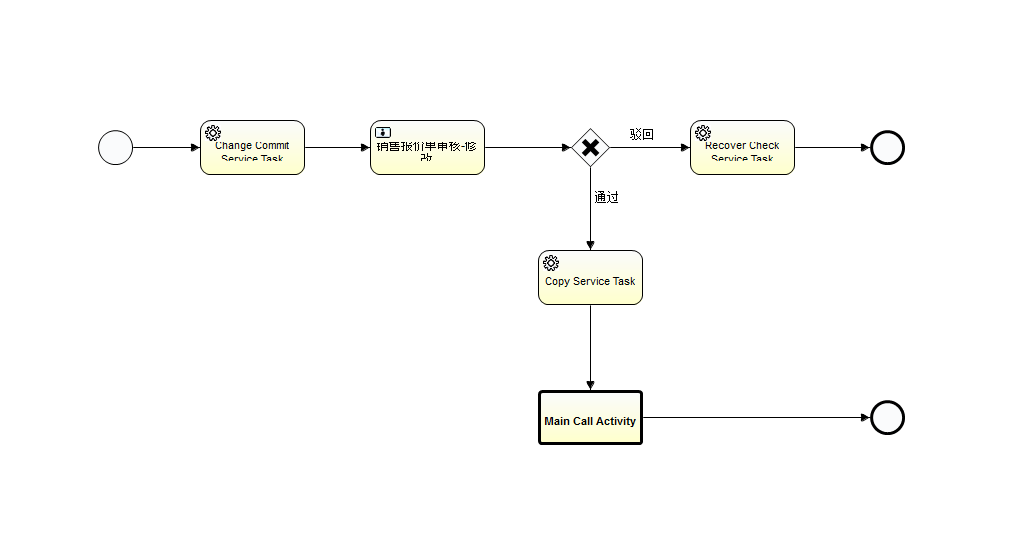 Change Commit
Service Task
销售报价单审核-修
改
驳回
Recover Check
Service Task
通过
Copy Service Task
Main Call Activity